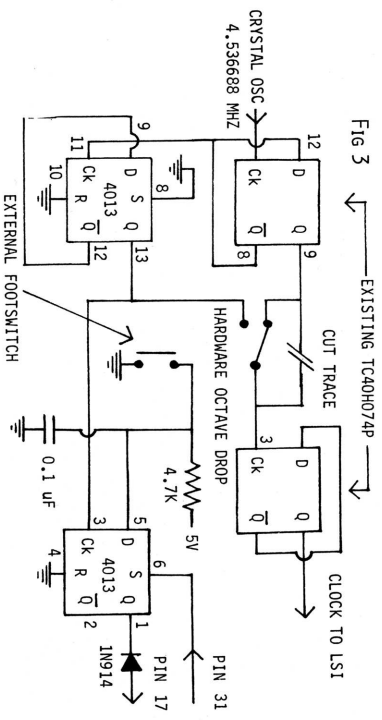 FIG 3
EXISTING TC40H074P
CRYSTAL OSC
4.536688 MHZ
12
D Q
9
Ck Q̅
8
CUT TRACE
HARDWARE OCTAVE DROP
3
D Q
Ck Q̅
CLOCK TO LSI
9
11
10
8
D S Q
4013
Ck
R Q̅
13
12
EXTERNAL FOOTSWITCH
4.7K
5V
0.1 uF
5
3
4
6
D S Q
4013
Ck
R Q̅
1
2
PIN 31
PIN 17
1N914